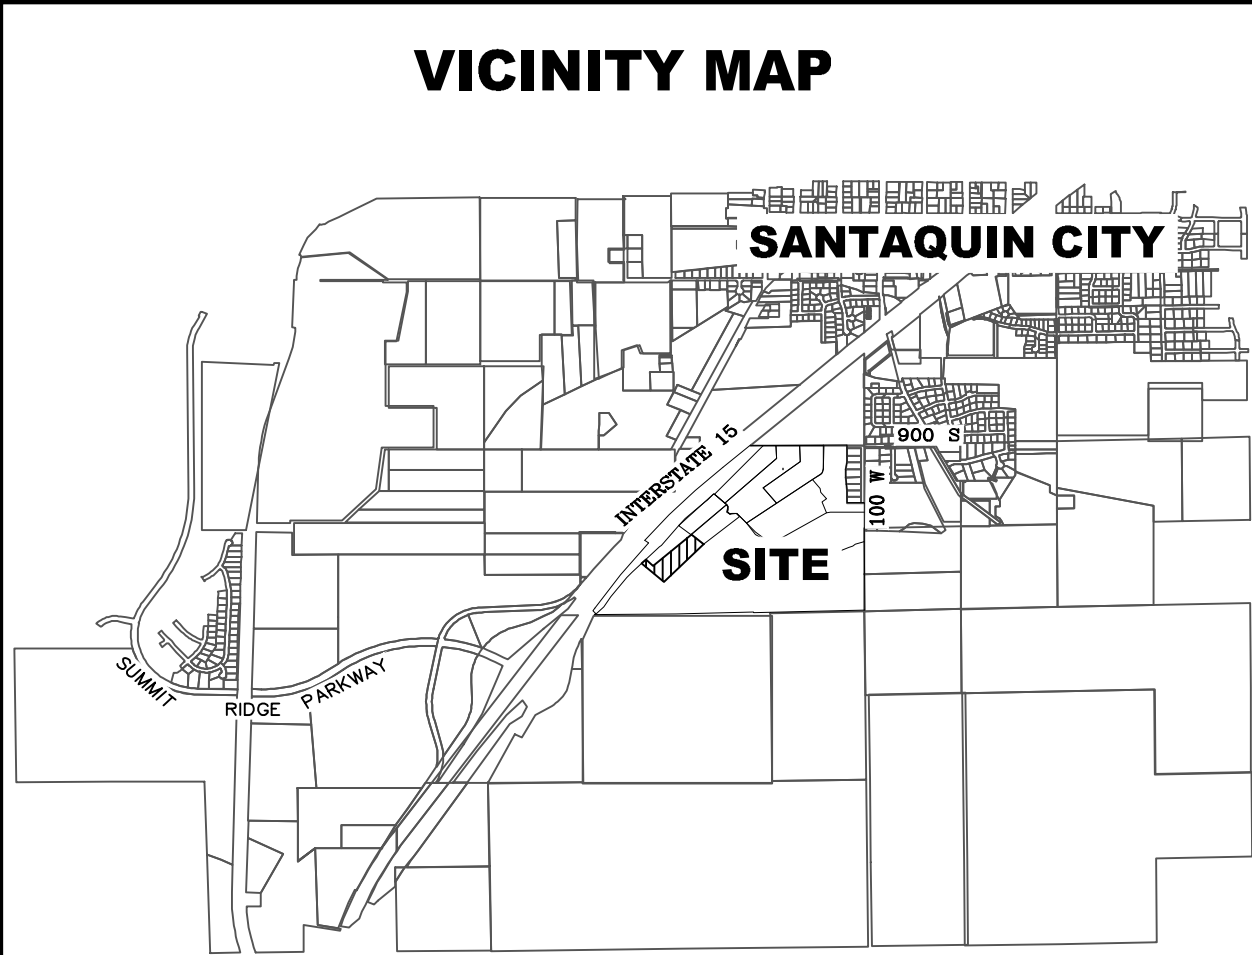 VICINITY MAP
SANTAQUIN CITY
INTERSTATE 15
900 S
100 W
SITE
SUMMIT
RIDGE
PARKWAY